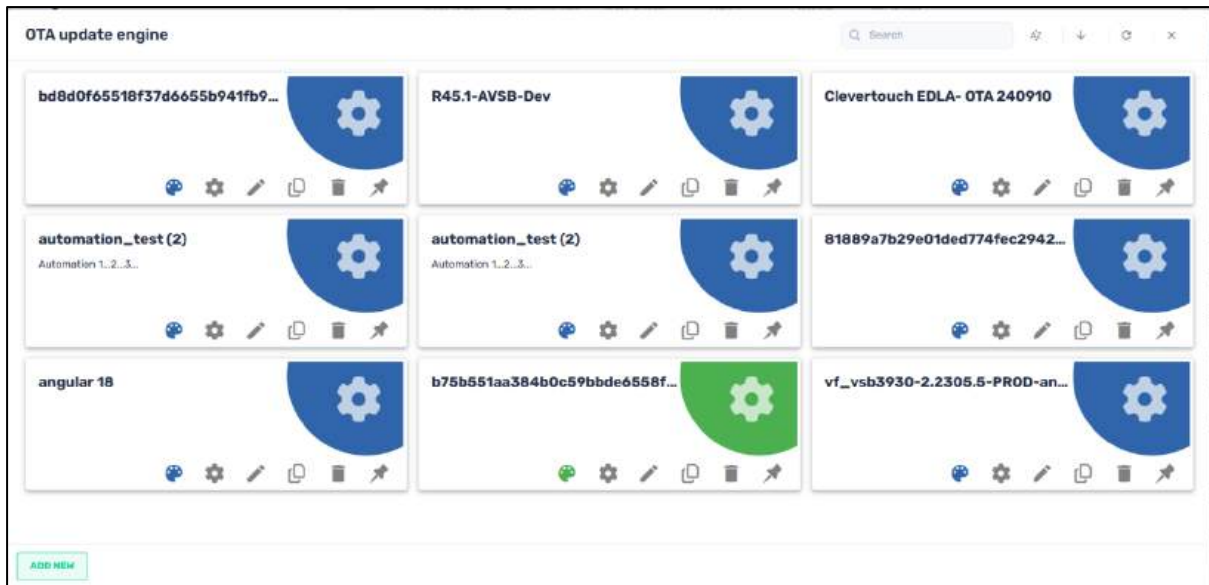 OTA update engine
Search
bd8d0f65518f37d6655b941fb9...
R45.1-AVSB-Dev
Clevertouch EDLA- OTA 240910
automation_test (2)
Automation 1...2...3...
automation_test (2)
Automation 1...2...3...
81889a7b29e01ded774fec2942...
angular 18
b75b551aa384b0c59bbde6558f...
vf_vsb3930-2.2305.5-PROD-an...
ADD NEW